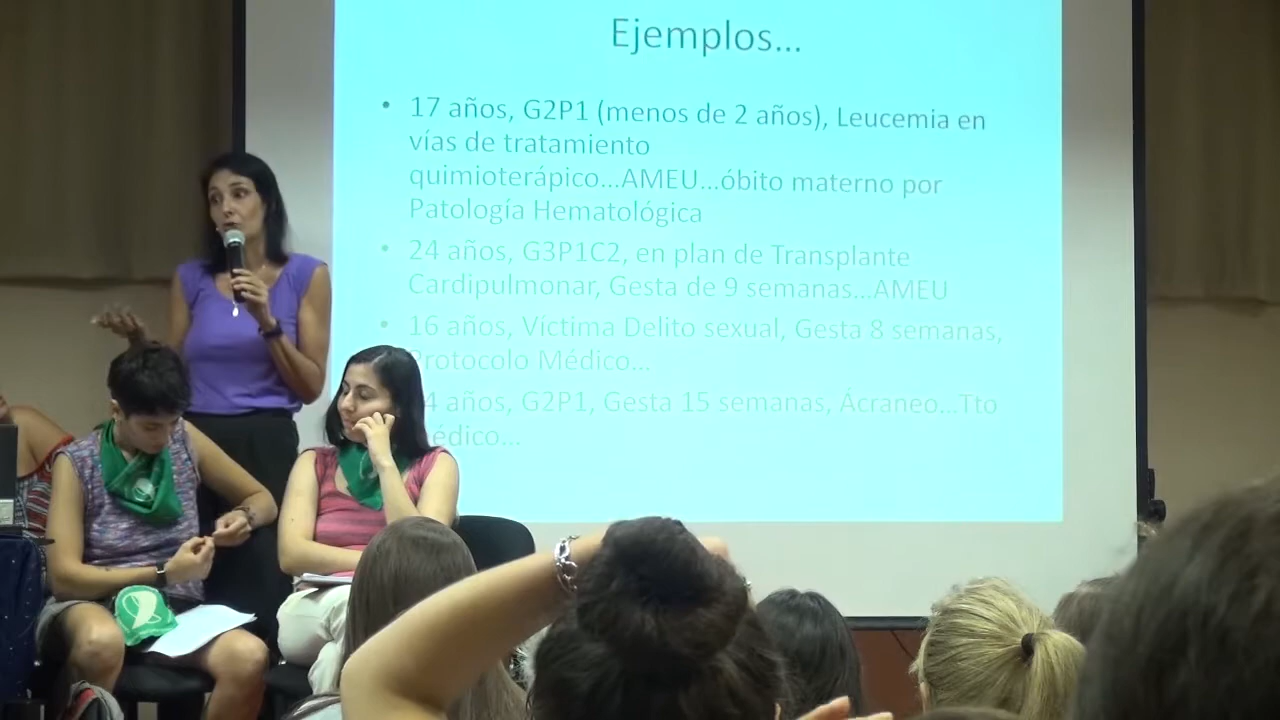 Ejemplos...
• 17 años, G2P1 (menos de 2 años), Leucemia en
vías de tratamiento
quimioterápico...AMEU...óbito materno por
Patología Hematológica
• 24 años, G3P1C2, en plan de Transplante
Cardipulmonar, Gesta de 9 semanas...AMEU
• 16 años, Víctima Delito sexual, Gesta 8 semanas,
Protocolo Médico...
4 años, G2P1, Gesta 15 semanas, Ácraneo...Tto
édico...